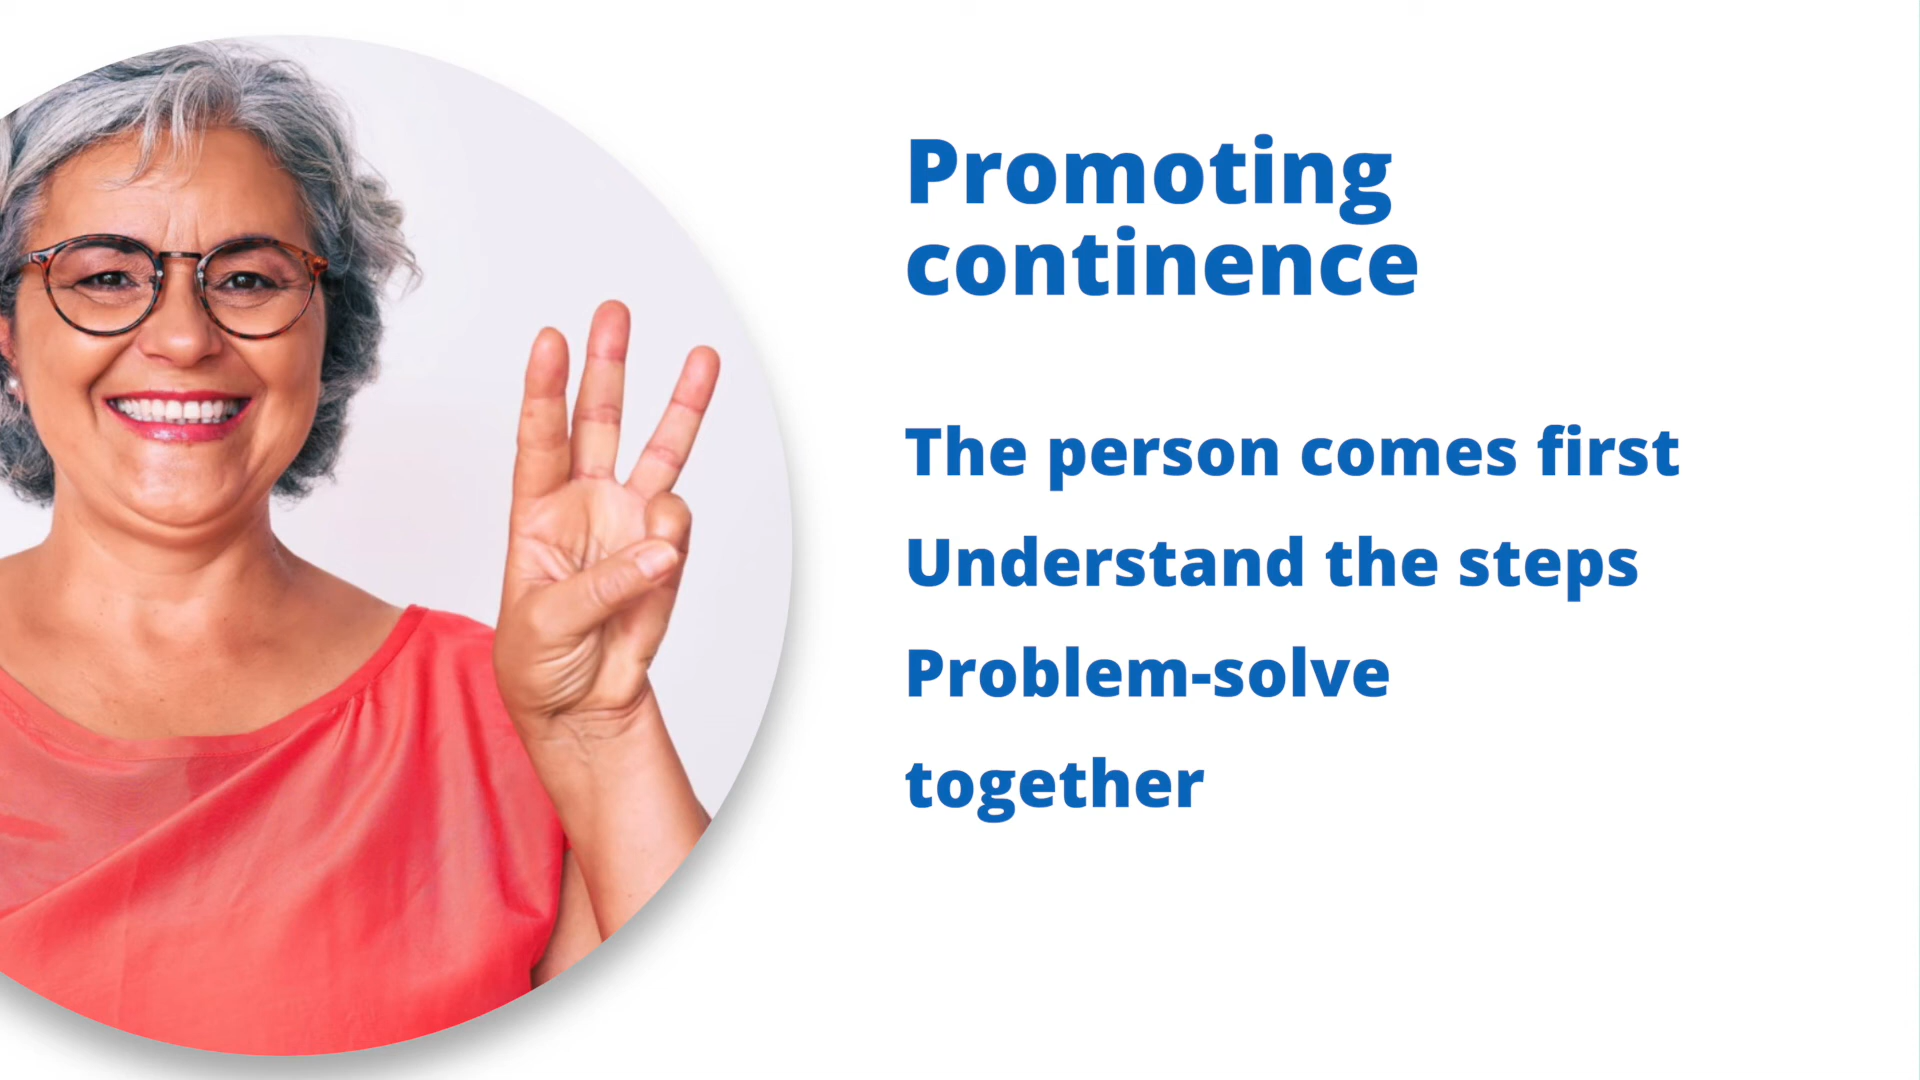 Promoting
continence
The person comes first
Understand the steps
Problem-solve
together